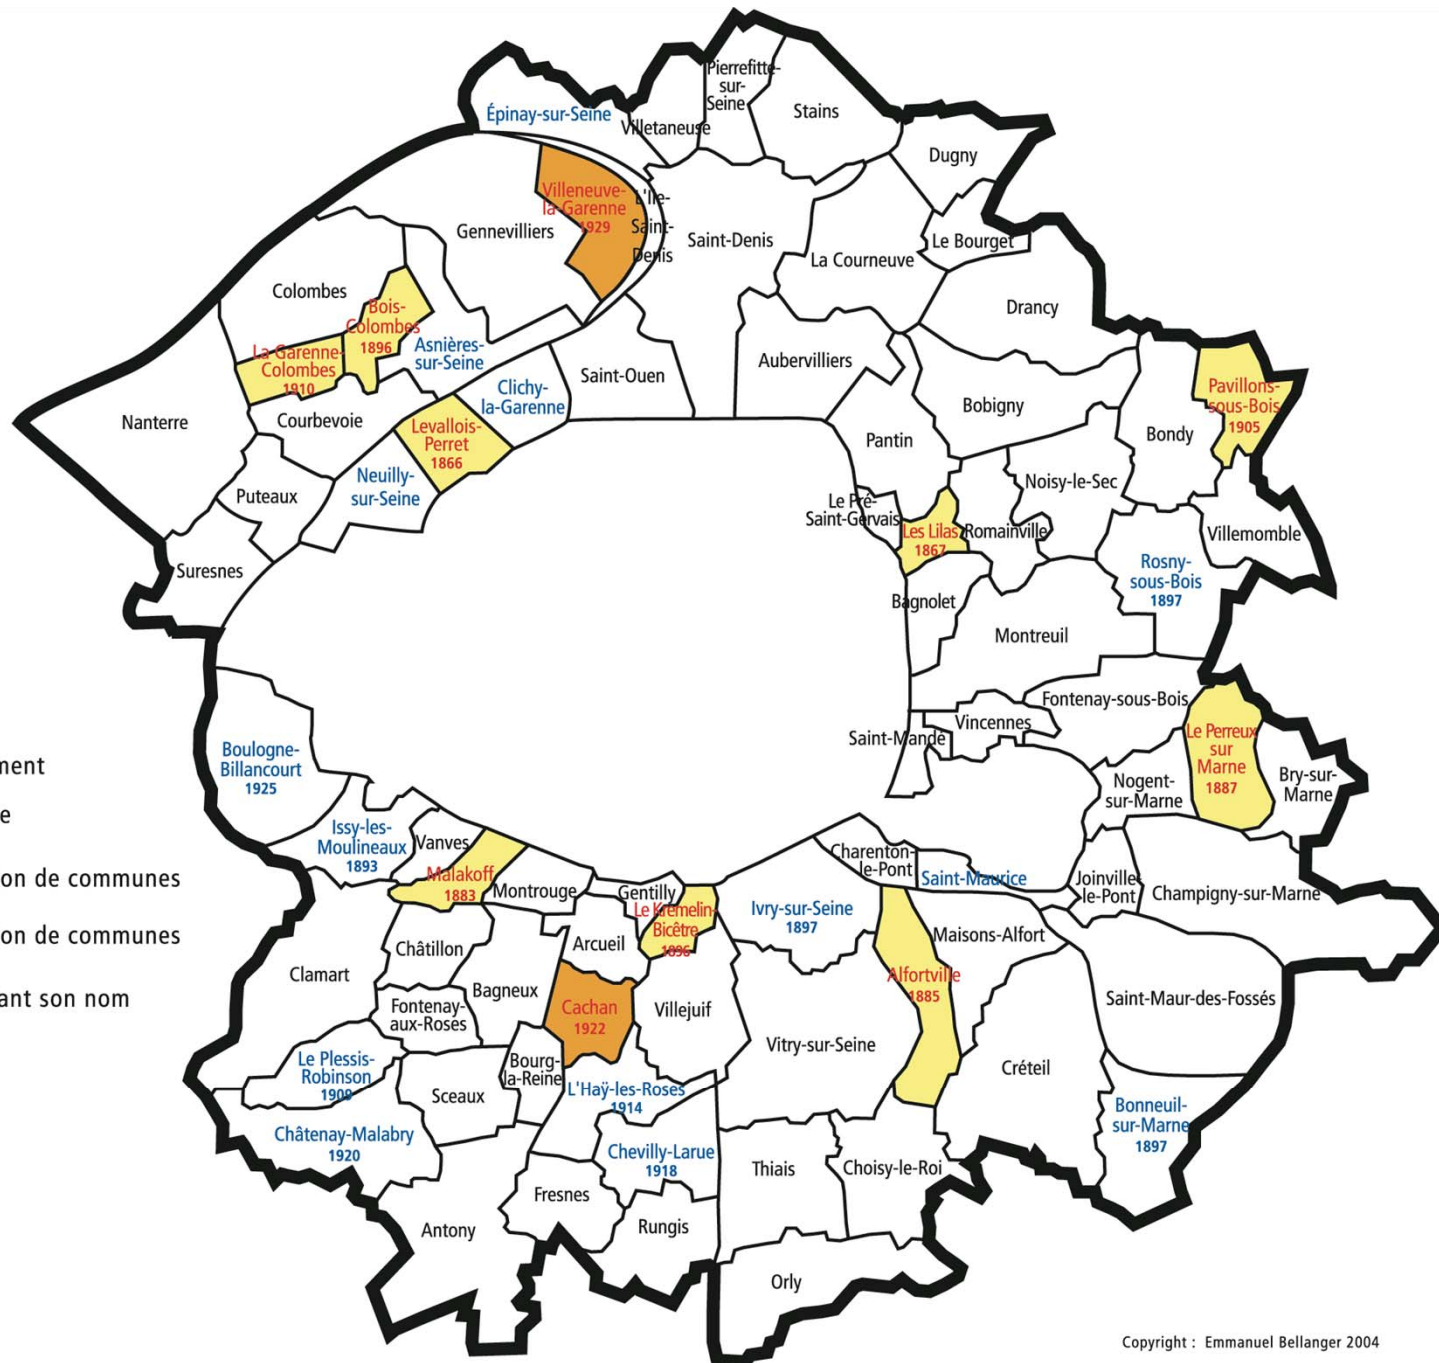 Pierrefitte-
sur-
Seine
Stains
Épinay-sur-Seine
Villetaneuse
Dugny
Villeneuve-
la-Garenne
1929
L'Ile-
Saint-
Denis
Gennevilliers
Saint-Denis
Le Bourget
La Courneuve
Colombes
Drancy
Bois-
Colombes
1896
Asnières-
sur-Seine
La Garenne-
Colombes
1910
Saint-Ouen
Aubervilliers
Clichy-
la-Garenne
Pavillons-
sous-Bois
1905
Nanterre
Courbevoie
Levallois-
Perret
1866
Bobigny
Pantin
Bondy
Neuilly-
sur-Seine
Puteaux
Noisy-le-Sec
Le Pré-
Saint-Gervais
Les Lilas
1867
Romainville
Villemomble
Suresnes
Rosny-
sous-Bois
1897
Bagnolet
Montreuil
Fontenay-sous-Bois
Vincennes
Saint-Mandé
Le Perreux
sur
Marne
1887
Boulogne-
Billancourt
1925
Nogent-
sur-Marne
Bry-sur-
Marne
ment
e
on de communes
on de communes
ant son nom
Issy-les-
Moulineaux
1893
Vanves
Malakoff
1883
Montrouge
Gentilly
Le Kremelin-
Bicêtre
1896
Charenton-
le-Pont
Saint-Maurice
Joinville-
le-Pont
Champigny-sur-Marne
Ivry-sur-Seine
1897
Maisons-Alfort
Arcueil
Châtillon
Clamart
Alfortville
1885
Bagneux
Cachan
1922
Villejuif
Saint-Maur-des-Fossés
Fontenay-
aux-Roses
Vitry-sur-Seine
Le Plessis-
Robinson
1909
Bourg-
la-Reine
Créteil
Sceaux
L'Haÿ-les-Roses
1914
Bonneuil-
sur-Marne
1897
Châtenay-Malabry
1920
Chevilly-Larue
1918
Thiais
Choisy-le-Roi
Fresnes
Antony
Rungis
Orly
Copyright : Emmanuel Bellanger 2004